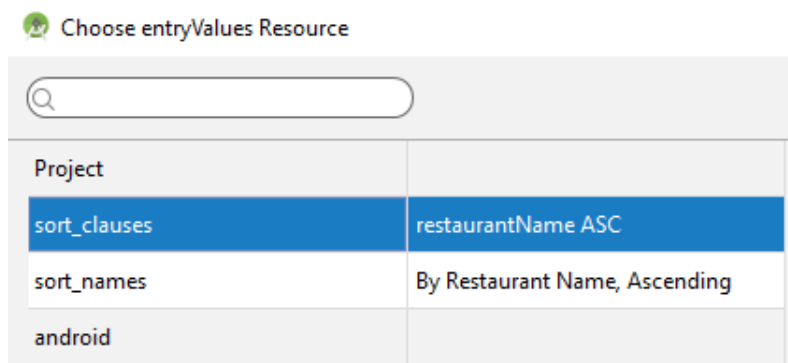 Choose entryValues Resource
Project
sort_clauses restaurantName ASC
sort_names By Restaurant Name, Ascending
android